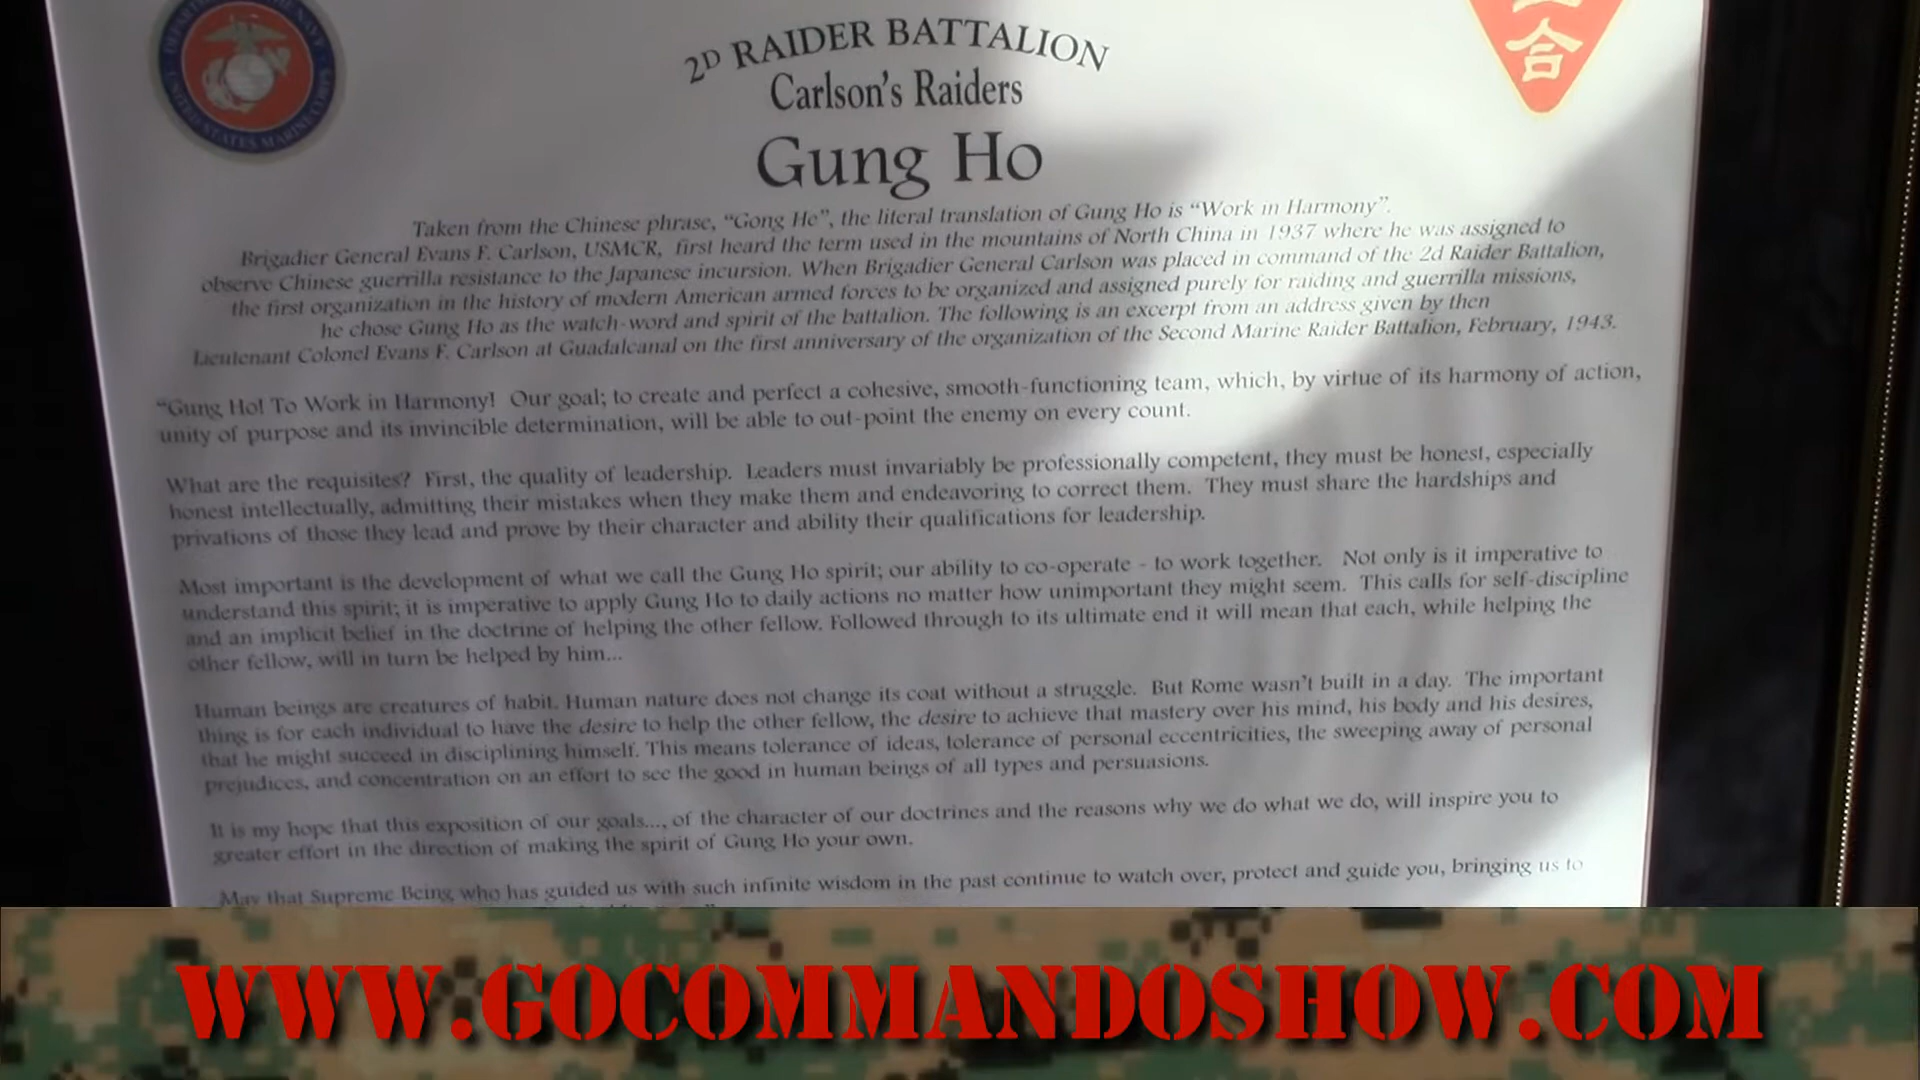 2D RAIDER BATTALION
Carlson's Raiders
Gung Ho
合
Taken from the Chinese phrase, "Gong He", the literal translation of Gung Ho is "Work in Harmony".
Brigadier General Evans F. Carlson, USMCR, first heard the term used in the mountains of North China in 1937 where he was assigned to
observe Chinese guerrilla resistance to the Japanese incursion. When Brigadier General Carlson was placed in command of the 2d Raider Battalion,
the first organization in the history of modern American armed forces to be organized and assigned purely for raiding and guerrilla missions,
he chose Gung Ho as the watch-word and spirit of the battalion. The following is an excerpt from an address given by then
Lieutenant Colonel Evans F. Carlson at Guadalcanal on the first anniversary of the organization of the Second Marine Raider Battalion, February, 1943.
"Gung Ho! To Work in Harmony! Our goal; to create and perfect a cohesive, smooth-functioning team, which, by virtue of its harmony of action,
unity of purpose and its invincible determination, will be able to out-point the enemy on every count.
What are the requisites? First, the quality of leadership. Leaders must invariably be professionally competent, they must be honest, especially
honest intellectually, admitting their mistakes when they make them and endeavoring to correct them. They must share the hardships and
privations of those they lead and prove by their character and ability their qualifications for leadership.
Most important is the development of what we call the Gung Ho spirit; our ability to co-operate - to work together. Not only is it imperative to
understand this spirit; it is imperative to apply Gung Ho to daily actions no matter how unimportant they might seem. This calls for self-discipline
and an implicit belief in the doctrine of helping the other fellow. Followed through to its ultimate end it will mean that each, while helping the
other fellow, will in turn be helped by him...
Human beings are creatures of habit. Human nature does not change its coat without a struggle. But Rome wasn't built in a day. The important
thing is for each individual to have the desire to help the other fellow, the desire to achieve that mastery over his mind, his body and his desires,
that he might succeed in disciplining himself. This means tolerance of ideas, tolerance of personal eccentricities, the sweeping away of personal
prejudices, and concentration on an effort to see the good in human beings of all types and persuasions.
It is my hope that this exposition of our goals..., of the character of our doctrines and the reasons why we do what we do, will inspire you to
greater effort in the direction of making the spirit of Gung Ho your own.
May that Supreme Being who has guided us with such infinite wisdom in the past continue to watch over, protect and guide you, bringing us to
WWW.GOCOMMANDOSHOW.COM